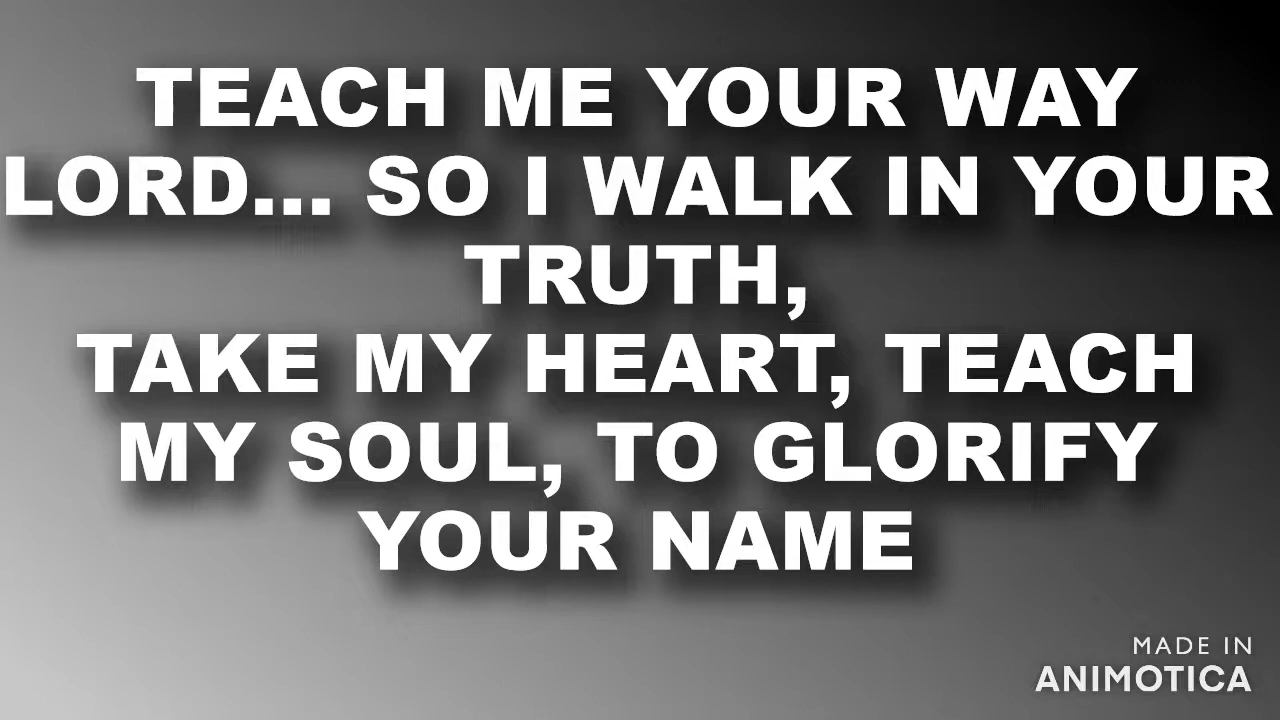 TEACH ME YOUR WAY
LORD... SO I WALK IN YOUR
TRUTH,
TAKE MY HEART, TEACH
MY SOUL, TO GLORIFY
YOUR NAME
MADE IN
ANIMOTICA